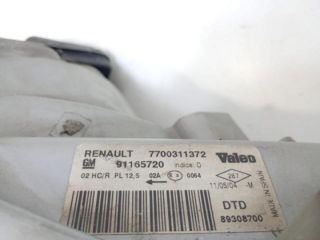 RENAULT 7700311372 Valeo
GM 91165720 indice: D
02 HC/R PL 12,5 02A 0064 287
11/05/04 -M
DTD
89308700
MADE IN SPAIN